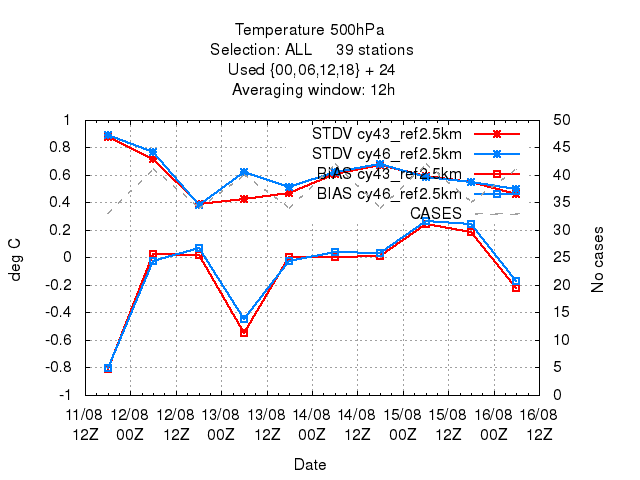 Temperature 500hPa
Selection: ALL 39 stations
Used {00,06,12,18} + 24
Averaging window: 12h
STDV cy43_ref2.5km
STDV cy46_ref2.5km
BIAS cy43_ref2.5km
BIAS cy46_ref2.5km
CASES
deg C
1
0.8
0.6
0.4
0.2
0
-0.2
-0.4
-0.6
-0.8
-1
50
45
40
35
30
25
20
15
10
5
0
No cases
11/08 12/08 12/08 13/08 13/08 14/08 14/08 15/08 15/08 16/08 16/08
12Z 00Z 12Z 00Z 12Z 00Z 12Z 00Z 12Z 00Z 12Z
Date